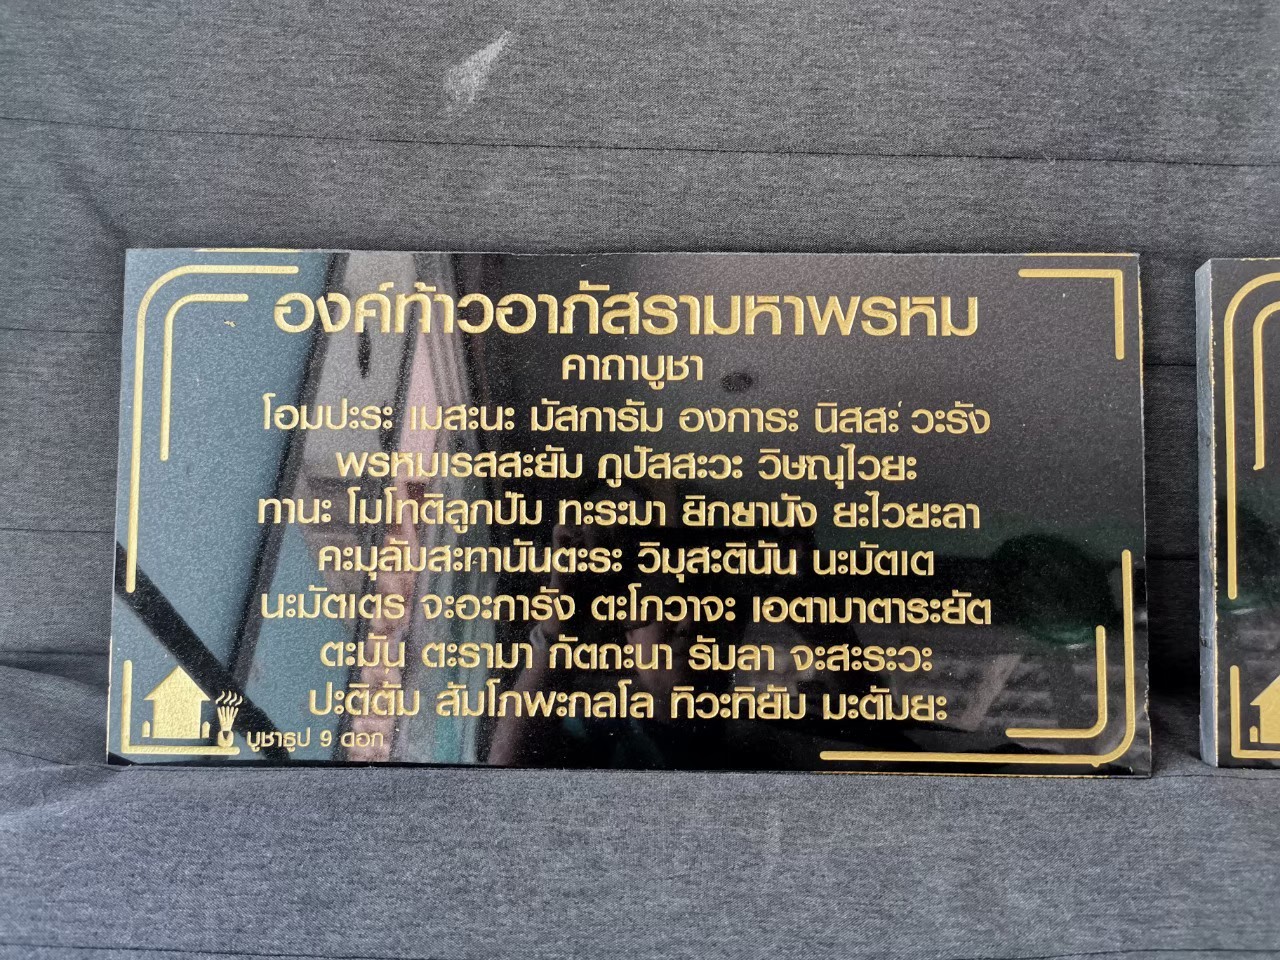 องค์ท้าวอาภัสรามหาพรหม
คาถาบูชา
โอมปะระ เมสะนะ มัสการัม องการะ นิสสะ วะรัง
พรหมเรสสะยัม ภูปัสสะวะ วิษณุไวยะ
ทานะ โมโทติลูกปัม ทะระมา ยิกยานัง ยะไวยะลา
คะมุลัมสะทานันตะระ วิมุสะตินัน นะมัตเต
นะมัตเตร จะอะการัง ตะโกวาจะ เอตามาตาระยัต
ตะมัน ตะรามา กัตถะนา รัมลา จะสะระวะ
ปะติตัม สัมโภพะกลโล ทิวะทิยัม มะตัมยะ
บูชาธูป 9 ดอก